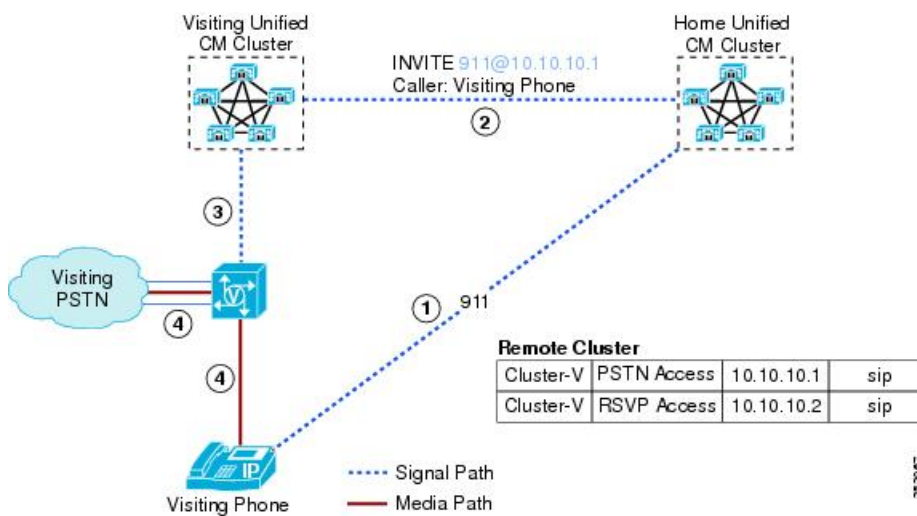 Visiting Unified
CM Cluster
Home Unified
CM Cluster
INVITE 911@10.10.10.1
Caller: Visiting Phone
2
3
Visiting
PSTN
V
4
1
911
4
Remote Cluster
Cluster-V PSTN Access 10.10.10.1 sip
Cluster-V RSVP Access 10.10.10.2 sip
IP
Visiting Phone
Signal Path
Media Path